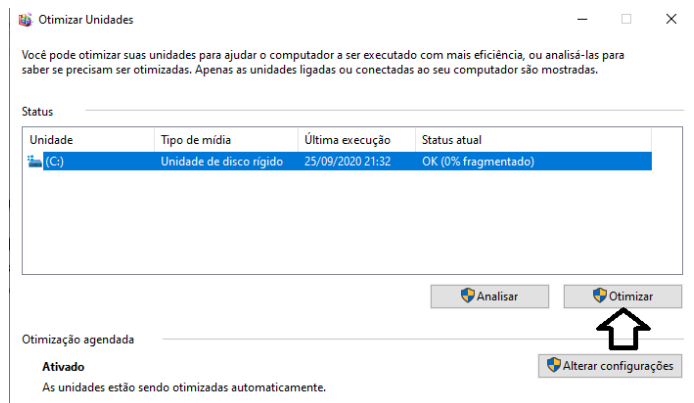 Otimizar Unidades
Você pode otimizar suas unidades para ajudar o computador a ser executado com mais eficiência, ou analisá-las para
saber se precisam ser otimizadas. Apenas as unidades ligadas ou conectadas ao seu computador são mostradas.
Status
Unidade Tipo de mídia Última execução Status atual
(C:) Unidade de disco rígido 25/09/2020 21:32 OK (0% fragmentado)
Analisar Otimizar
Otimização agendada
Ativado Alterar configurações
As unidades estão sendo otimizadas automaticamente.